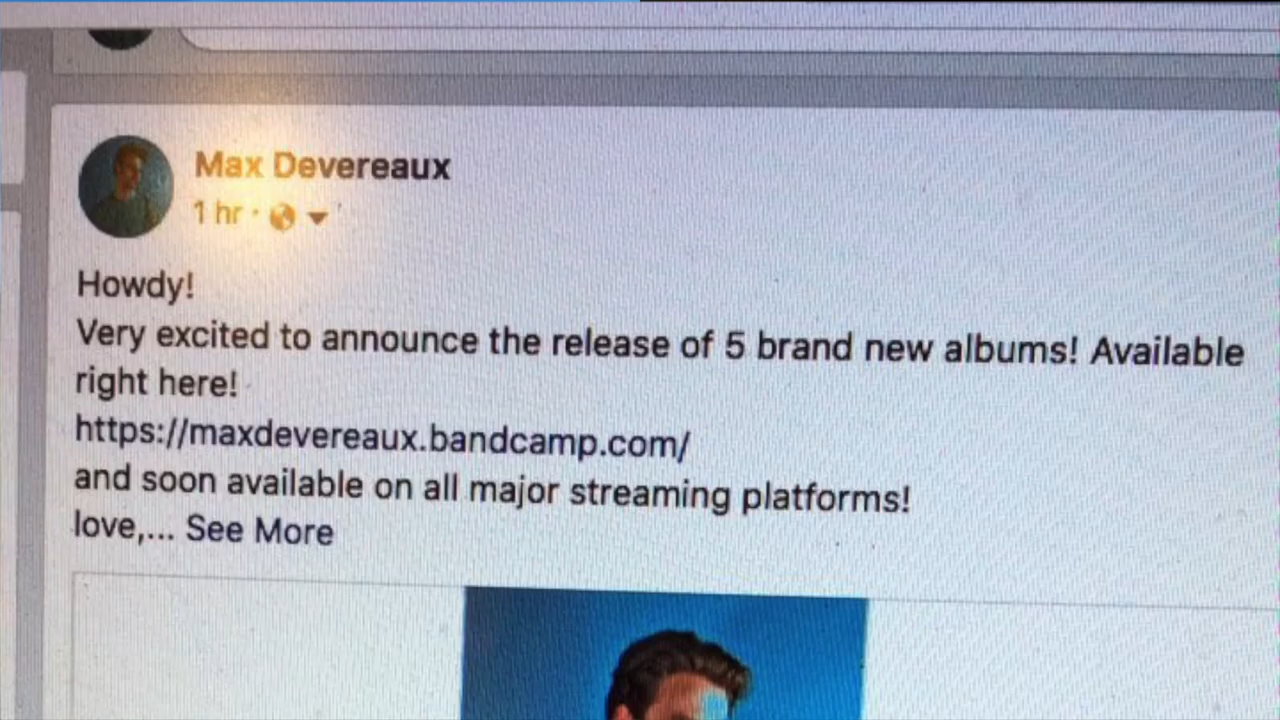 Max Devereaux
1 hr ·
Howdy!
Very excited to announce the release of 5 brand new albums! Available
right here!
https://maxdevereaux.bandcamp.com/
and soon available on all major streaming platforms!
love,... See More